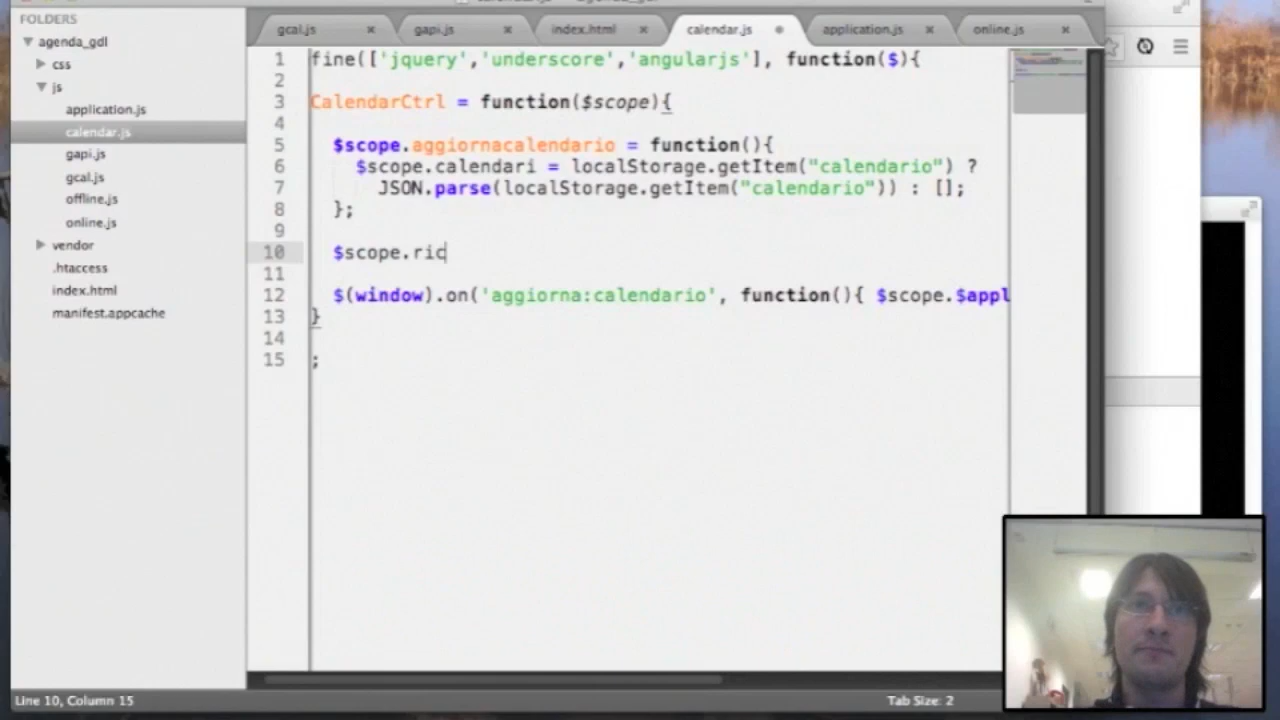 FOLDERS
agenda_gdl
css
js
application.js
calendar.js
gapi.js
gcal.js
offline.js
online.js
vendor
.htaccess
index.html
manifest.appcache
gcal.js × gapi.js × index.html × calendar.js application.js × online.js ×
1 fine(['jquery','underscore','angularjs'], function($){
2
3 CalendarCtrl = function($scope){
4
5 $scope.aggiornacalendario = function(){
6 $scope.calendari = localStorage.getItem("calendario") ?
7 JSON.parse(localStorage.getItem("calendario")) : [];
8 };
9
10 $scope.ric
11
12 $(window).on('aggiorna:calendario', function(){ $scope.$appl
13 }
14
15 ;
Line 10, Column 15
Tab Size: 2